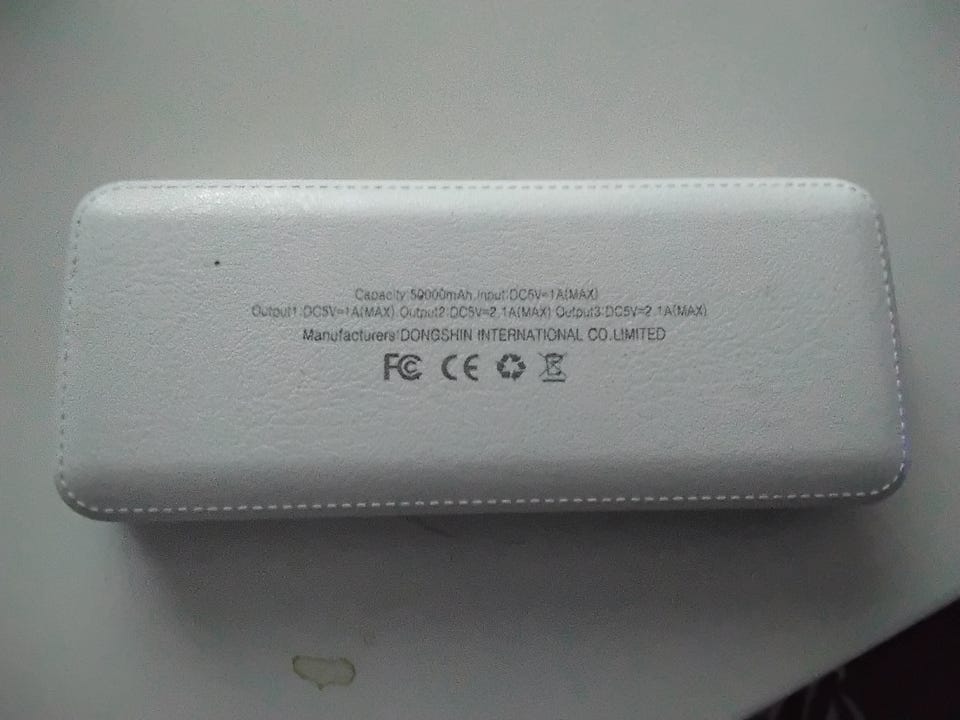 Capacity:50000mAh,Input:DC5V=1A(MAX)
Output1:DC5V=1A(MAX) Output2:DC5V=2.1A(MAX) Output3:DC5V=2.1A(MAX)
Manufacturers:DONGSHIN INTERNATIONAL CO.LIMITED
FC CE